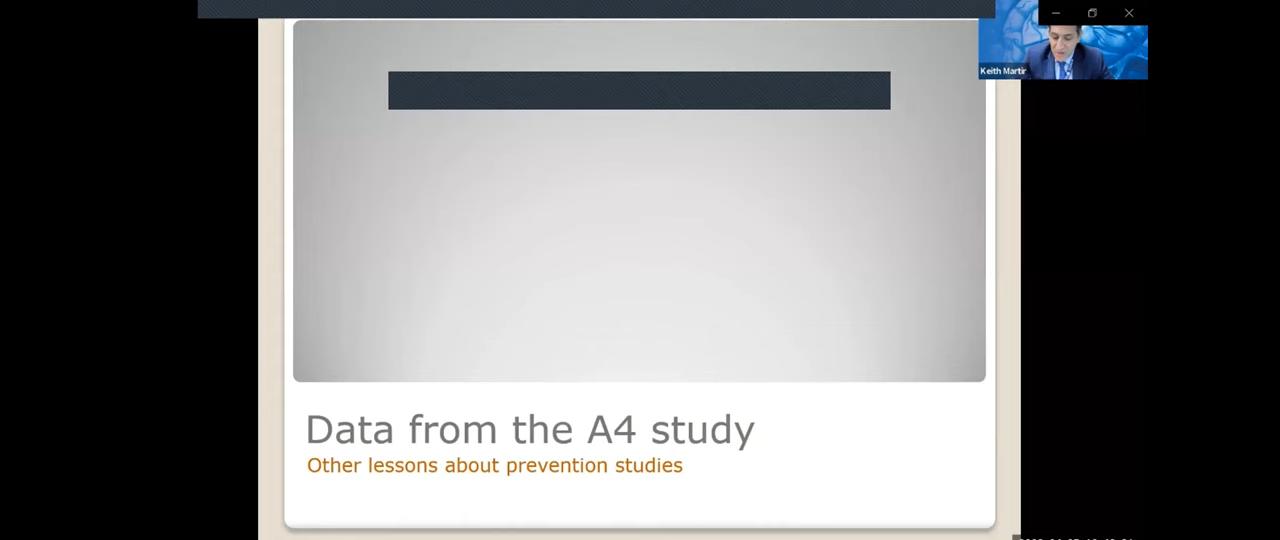 Keith Martin
Data from the A4 study
Other lessons about prevention studies